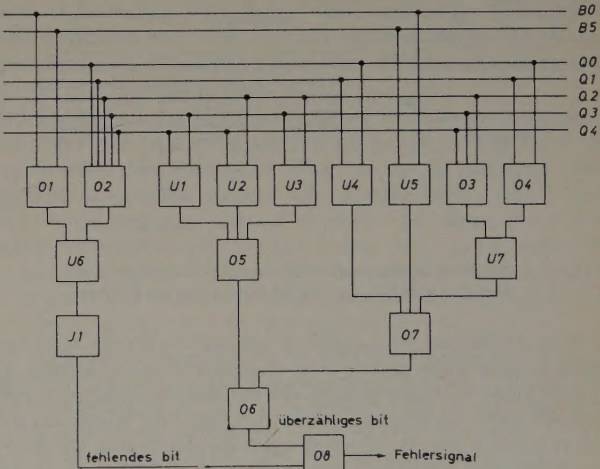 B0
B5
Q0
Q1
Q2
Q3
Q4
O1 O2 U1 U2 U3 U4 U5 O3 O4
U6 O5 U7
J1 O7
O6
überzähliges bit
fehlendes bit O8 Fehlersignal